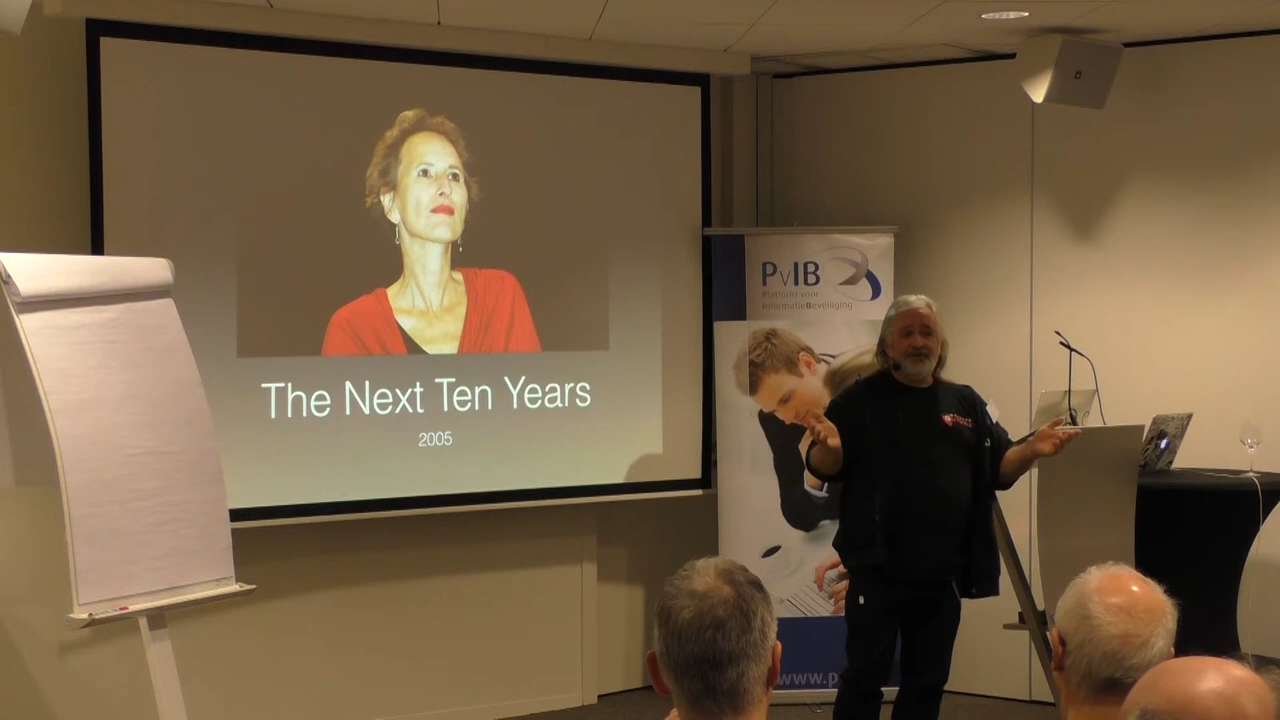 The Next Ten Years
2005
PvIB
Platform voor
InformatieBeveiliging
www.p